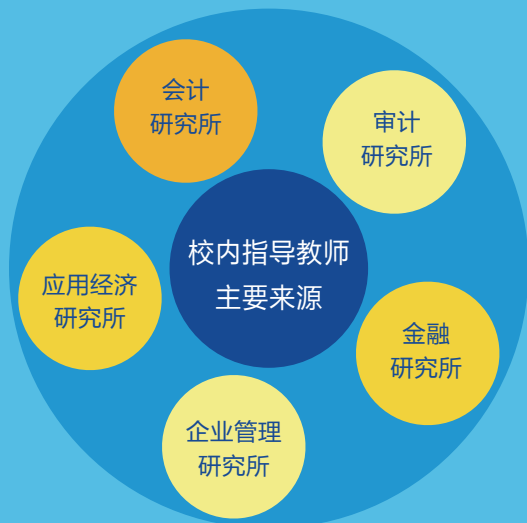 会计
研究所
审计
研究所
校内指导教师
主要来源
应用经济
研究所
金融
研究所
企业管理
研究所